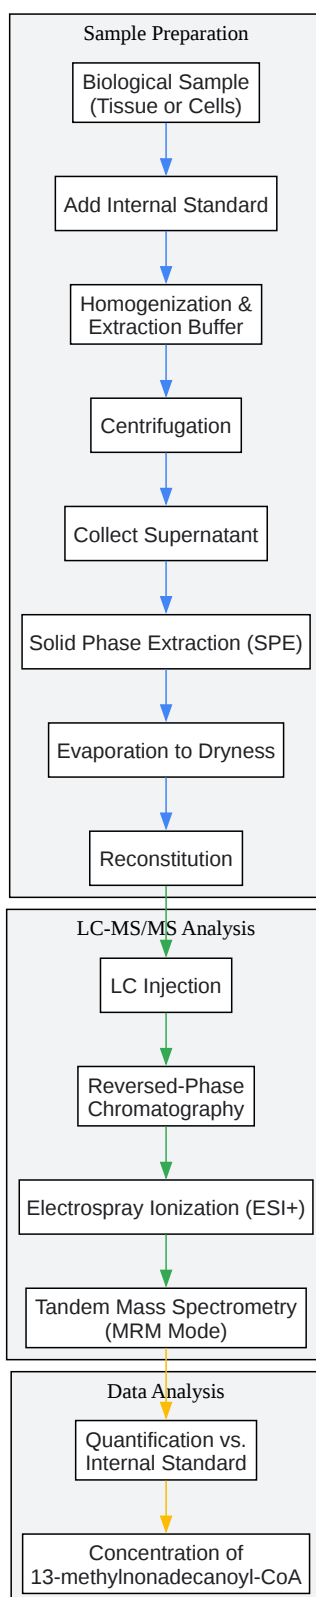 Sample Preparation
Biological Sample
(Tissue or Cells)
Add Internal Standard
Homogenization &
Extraction Buffer
Centrifugation
Collect Supernatant
Solid Phase Extraction (SPE)
Evaporation to Dryness
Reconstitution
LC-MS/MS Analysis
LC Injection
Reversed-Phase
Chromatography
Electrospray Ionization (ESI+)
Tandem Mass Spectrometry
(MRM Mode)
Data Analysis
Quantification vs.
Internal Standard
Concentration of
13-methylnonadecanoyl-CoA